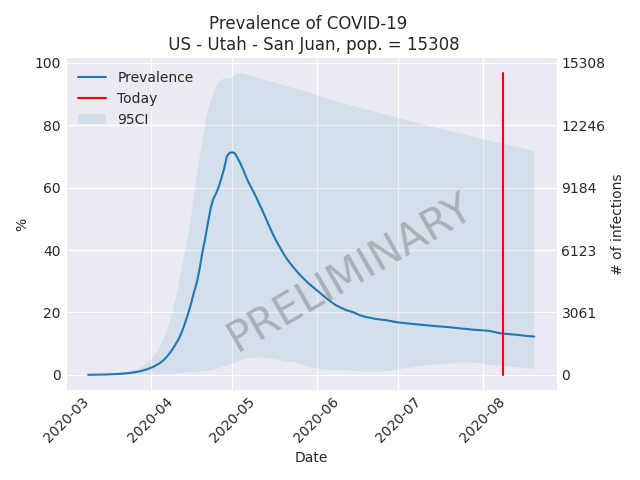 Prevalence of COVID-19
US - Utah - San Juan, pop. = 15308
Prevalence
Today
95CI
100
80
60
40
20
0
%
15308
12246
9184
6123
3061
0
# of infections
PRELIMINARY
2020-03
2020-04
2020-05
2020-06
2020-07
2020-08
Date